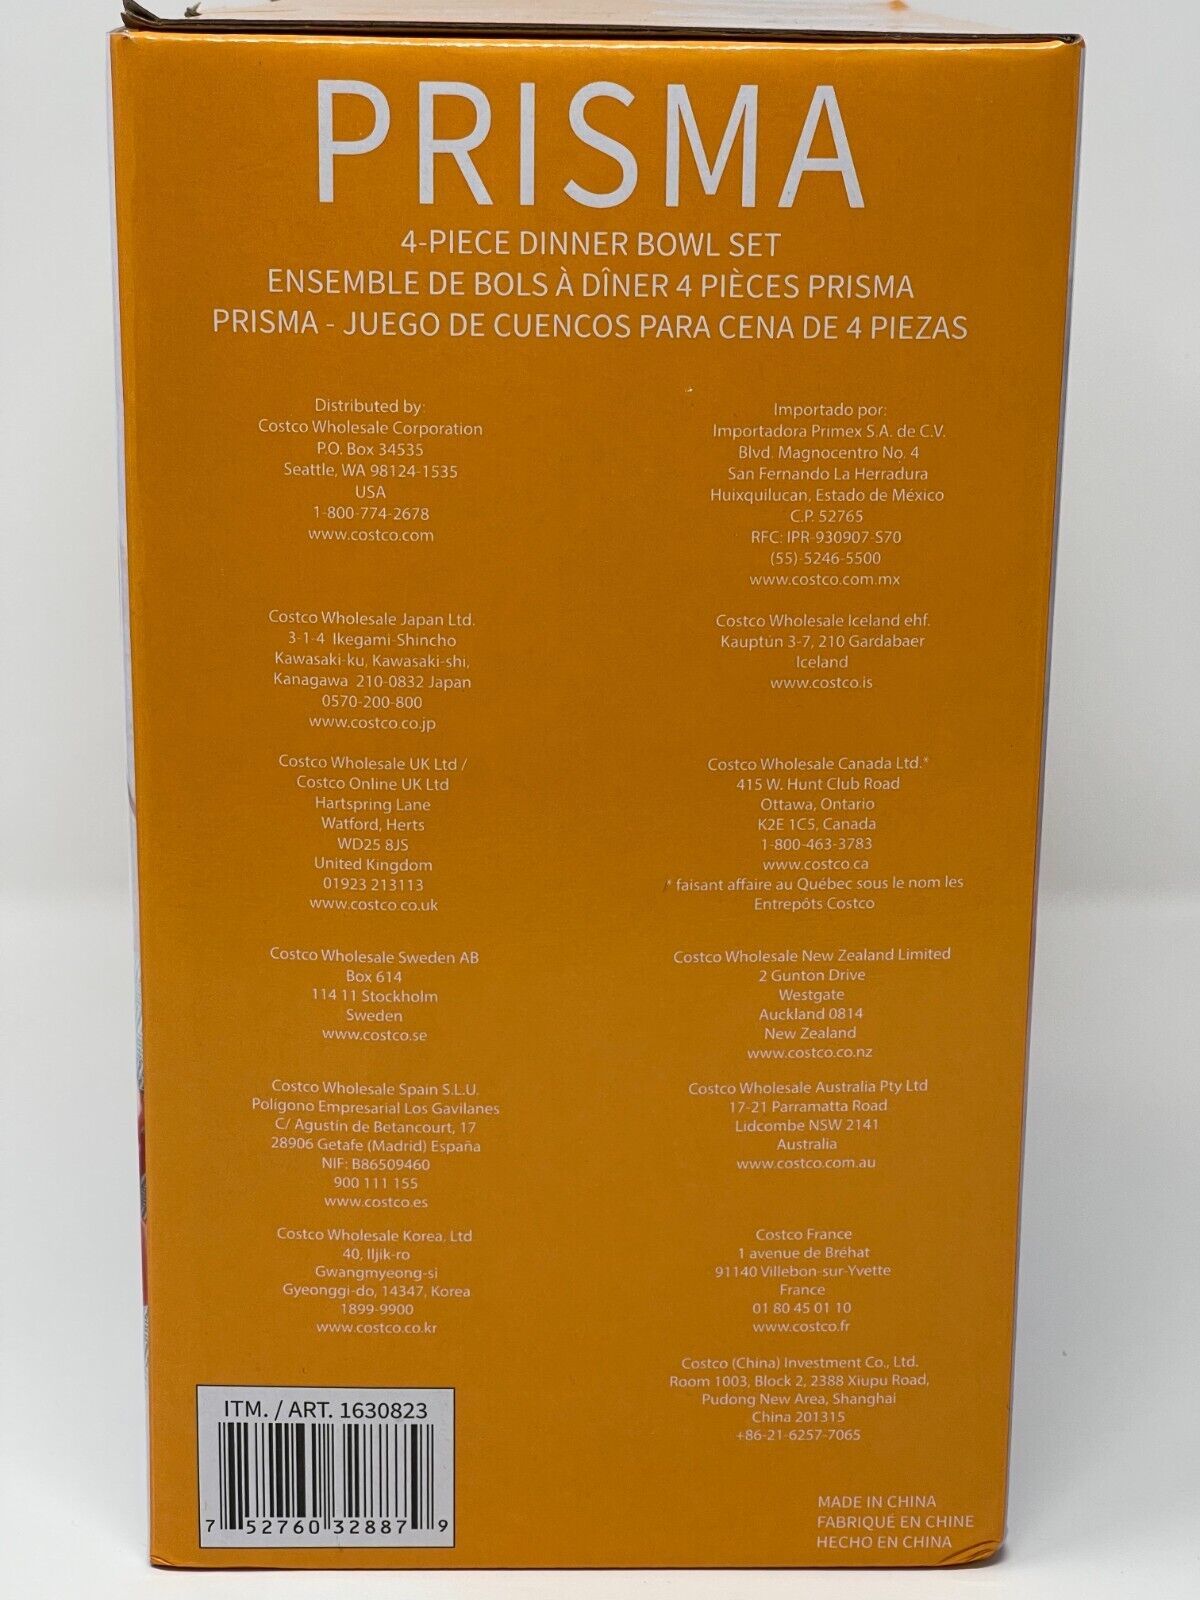 PRISMA
4-PIECE DINNER BOWL SET
ENSEMBLE DE BOLS À DÎNER 4 PIÈCES PRISMA
PRISMA - JUEGO DE CUENCOS PARA CENA DE 4 PIEZAS
Distributed by:
Costco Wholesale Corporation
P.O. Box 34535
Seattle, WA 98124-1535
USA
1-800-774-2678
www.costco.com
Importado por:
Importadora Primex S.A. de C.V.
Blvd. Magnocentro No. 4
San Fernando La Herradura
Huixquilucan, Estado de México
C.P. 52765
RFC: IPR-930907-S70
(55)-5246-5500
www.costco.com.mx
Costco Wholesale Japan Ltd.
3-1-4 Ikegami-Shincho
Kawasaki-ku, Kawasaki-shi,
Kanagawa 210-0832 Japan
0570-200-800
www.costco.co.jp
Costco Wholesale Iceland ehf.
Kauptún 3-7, 210 Gardabaer
Iceland
www.costco.is
Costco Wholesale UK Ltd /
Costco Online UK Ltd
Hartspring Lane
Watford, Herts
WD25 8JS
United Kingdom
01923 213113
www.costco.co.uk
Costco Wholesale Canada Ltd.*
415 W. Hunt Club Road
Ottawa, Ontario
K2E 1C5, Canada
1-800-463-3783
www.costco.ca
* faisant affaire au Québec sous le nom les
Entrepôts Costco
Costco Wholesale Sweden AB
Box 614
114 11 Stockholm
Sweden
www.costco.se
Costco Wholesale New Zealand Limited
2 Gunton Drive
Westgate
Auckland 0814
New Zealand
www.costco.co.nz
Costco Wholesale Spain S.L.U.
Polígono Empresarial Los Gavilanes
C/ Agustín de Betancourt, 17
28906 Getafe (Madrid) España
NIF: B86509460
900 111 155
www.costco.es
Costco Wholesale Australia Pty Ltd
17-21 Parramatta Road
Lidcombe NSW 2141
Australia
www.costco.com.au
Costco Wholesale Korea, Ltd
40, Iljik-ro
Gwangmyeong-si
Gyeonggi-do, 14347, Korea
1899-9900
www.costco.co.kr
Costco France
1 avenue de Bréhat
91140 Villebon-sur-Yvette
France
01 80 45 01 10
www.costco.fr
Costco (China) Investment Co., Ltd.
Room 1003, Block 2, 2388 Xiupu Road,
Pudong New Area, Shanghai
China 201315
+86-21-6257-7065
ITM. / ART. 1630823
7 52760 32887 9
MADE IN CHINA
FABRIQUÉ EN CHINE
HECHO EN CHINA